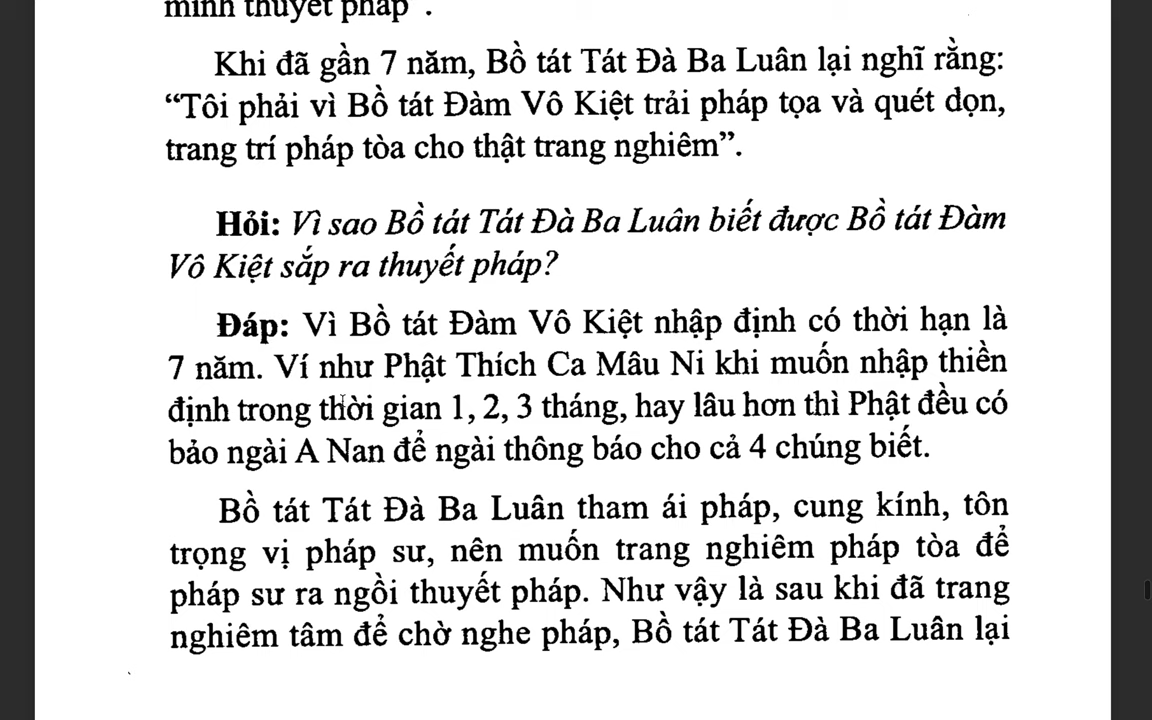 minh thuyết pháp".
Khi đã gần 7 năm, Bồ tát Tát Đà Ba Luân lại nghĩ rằng:
“Tôi phải vì Bồ tát Đàm Vô Kiệt trải pháp tọa và quét dọn,
trang trí pháp tòa cho thật trang nghiêm”.
Hỏi: Vì sao Bồ tát Tát Đà Ba Luân biết được Bồ tát Đàm
Vô Kiệt sắp ra thuyết pháp?
Đáp: Vì Bồ tát Đàm Vô Kiệt nhập định có thời hạn là
7 năm. Ví như Phật Thích Ca Mâu Ni khi muốn nhập thiền
định trong thời gian 1, 2, 3 tháng, hay lâu hơn thì Phật đều có
bảo ngài A Nan để ngài thông báo cho cả 4 chúng biết.
Bồ tát Tát Đà Ba Luân tham ái pháp, cung kính, tôn
trọng vị pháp sư, nên muốn trang nghiêm pháp tòa để
pháp sư ra ngồi thuyết pháp. Như vậy là sau khi đã trang
nghiêm tâm để chờ nghe pháp, Bồ tát Tát Đà Ba Luân lại